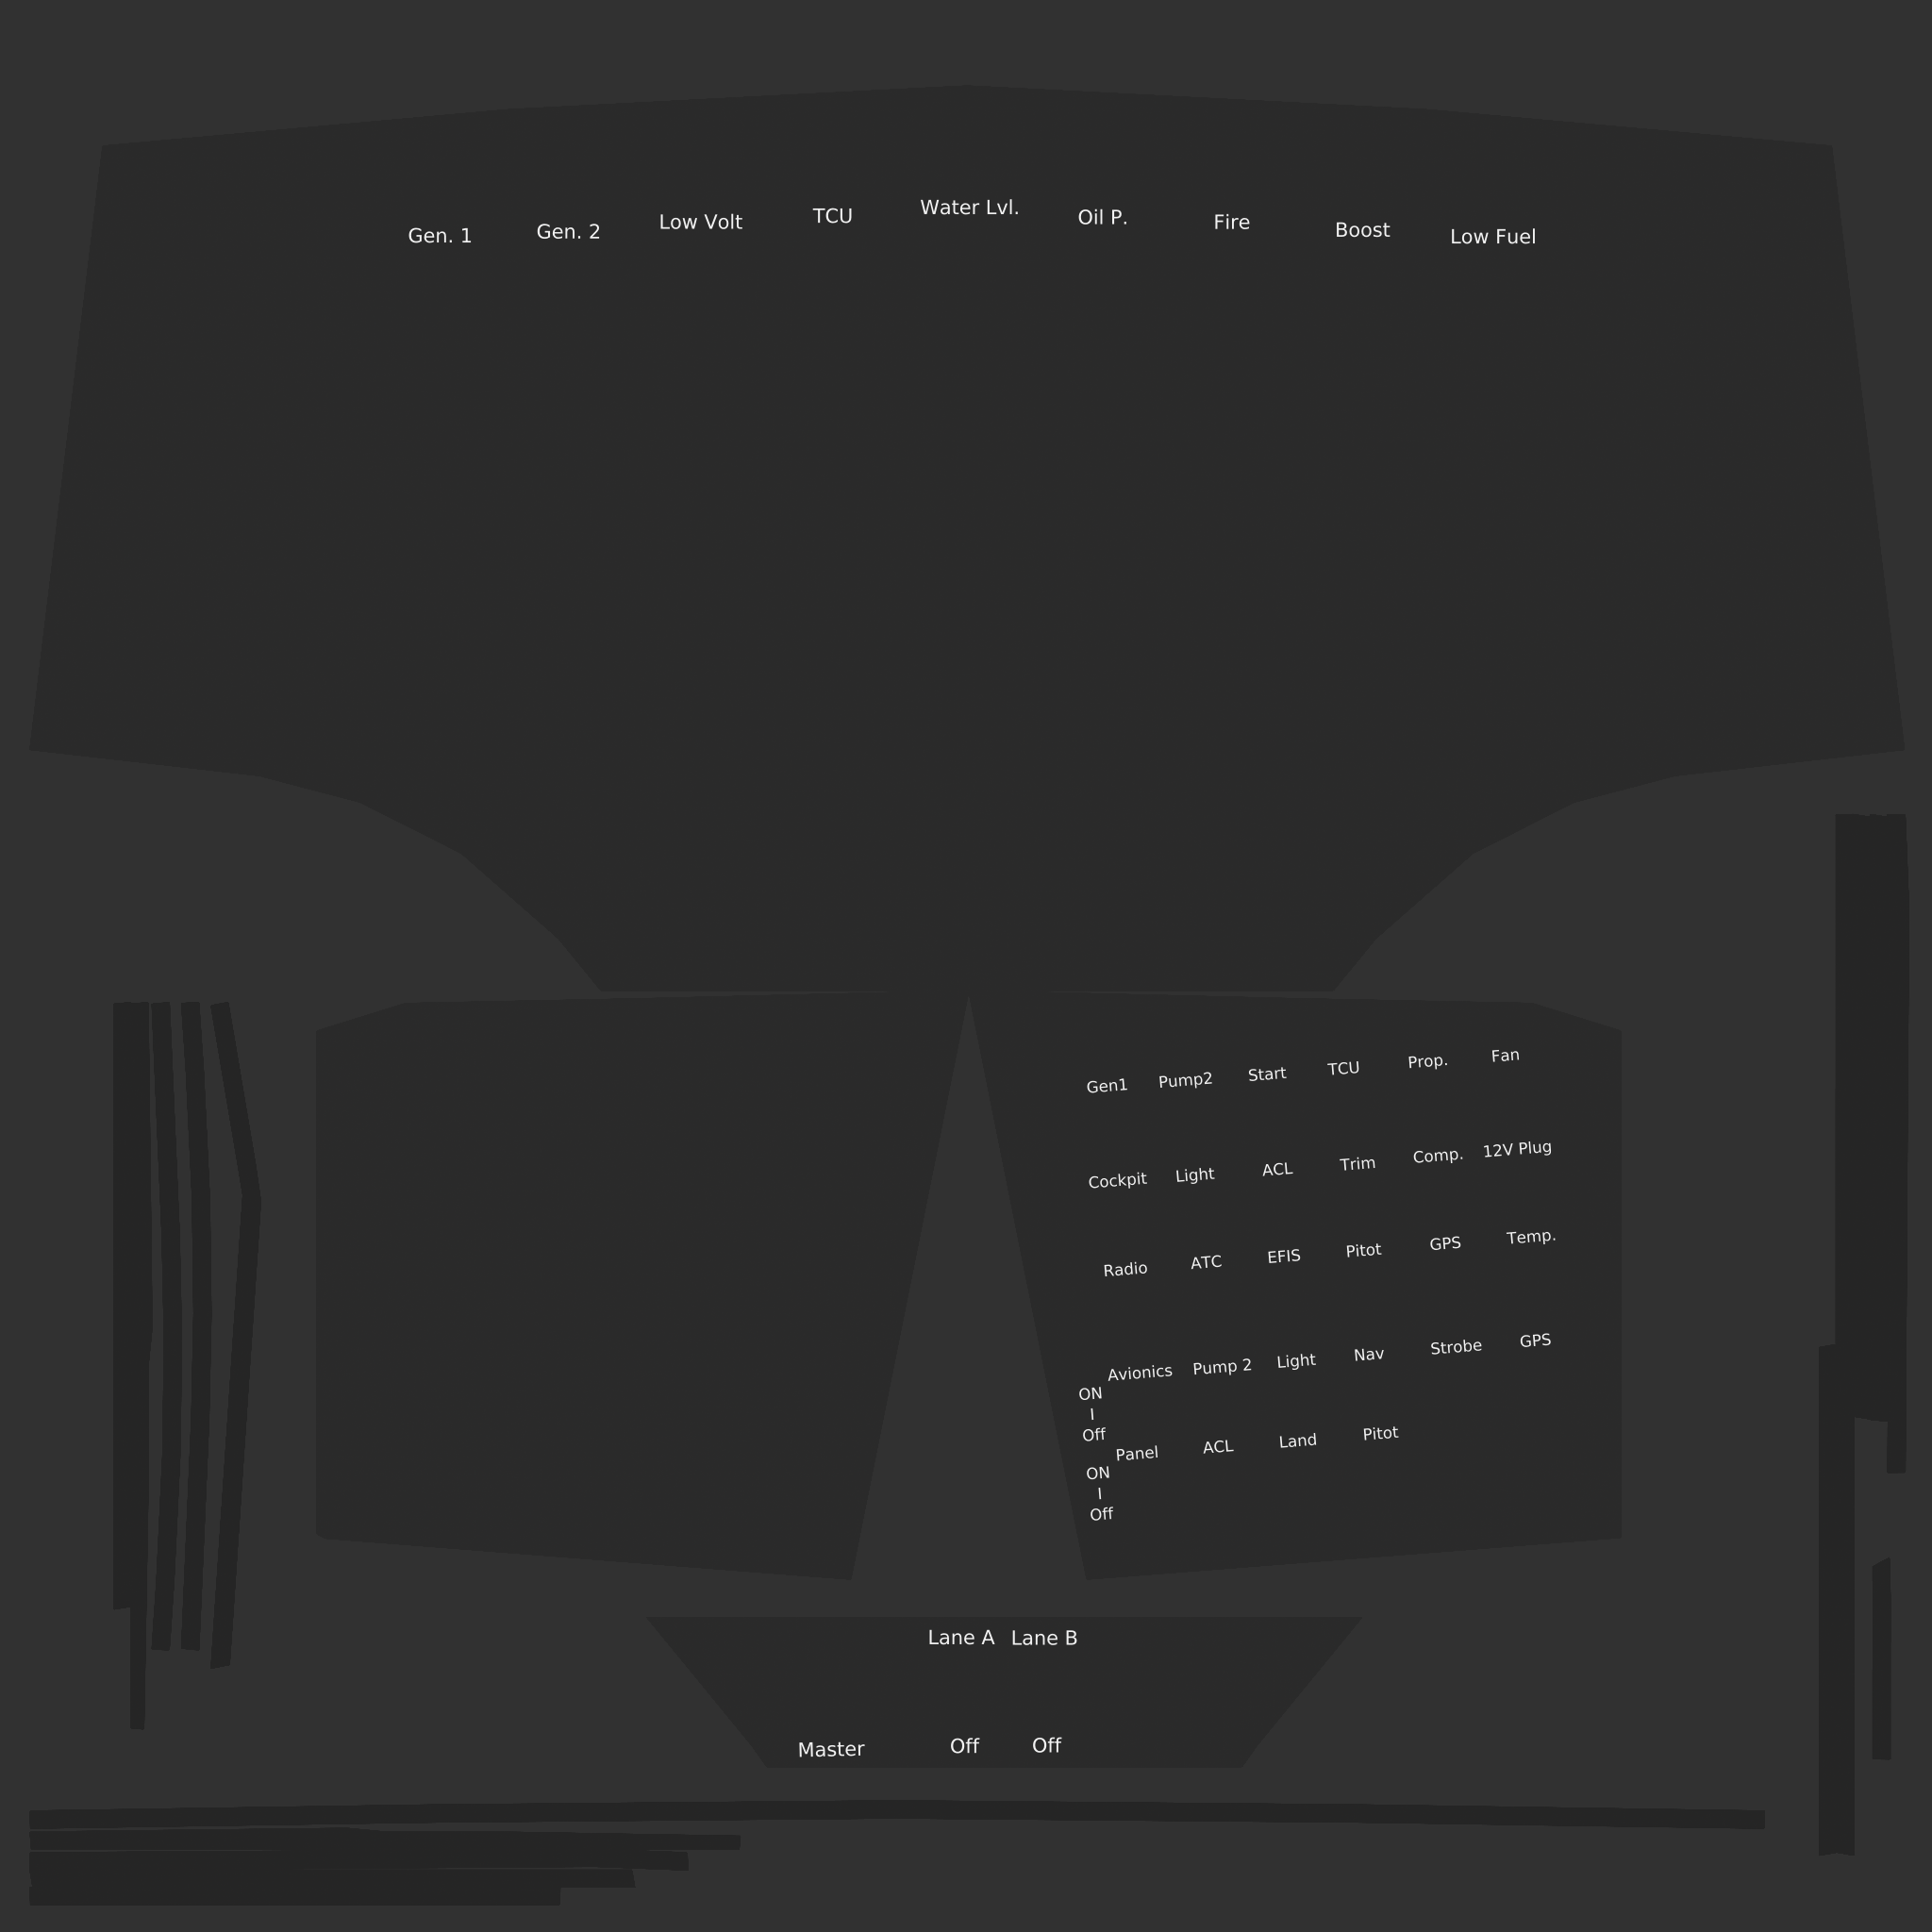 Gen. 1 Gen. 2 Low Volt TCU Water Lvl. Oil P. Fire Boost Low Fuel
Gen1 Pump2 Start TCU Prop. Fan
Cockpit Light ACL Trim Comp. 12V Plug
Radio ATC EFIS Pitot GPS Temp.
Avionics Pump 2 Light Nav Strobe GPS
ON
I
Off
Panel ACL Land Pitot
ON
I
Off
Lane A Lane B
Master Off Off